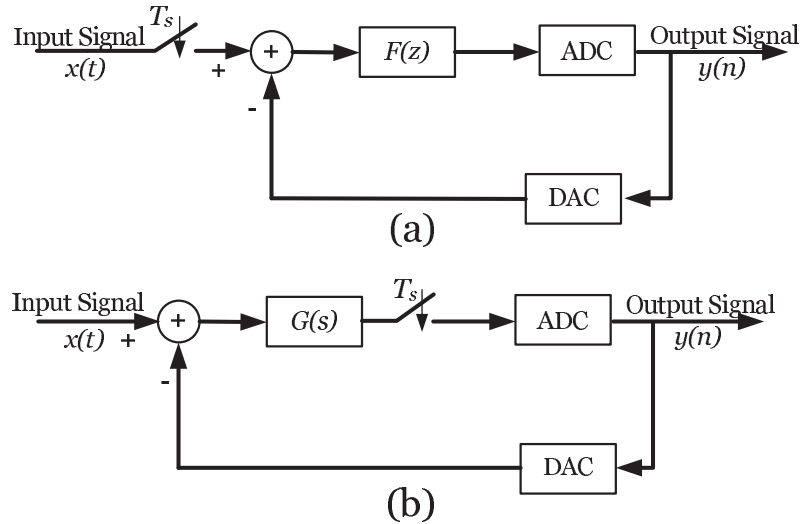 Input Signal
x(t)
Ts
+
+
-
F(z)
ADC
Output Signal
y(n)
DAC
(a)
Input Signal
x(t)
+
+
-
G(s)
Ts
ADC
Output Signal
y(n)
DAC
(b)